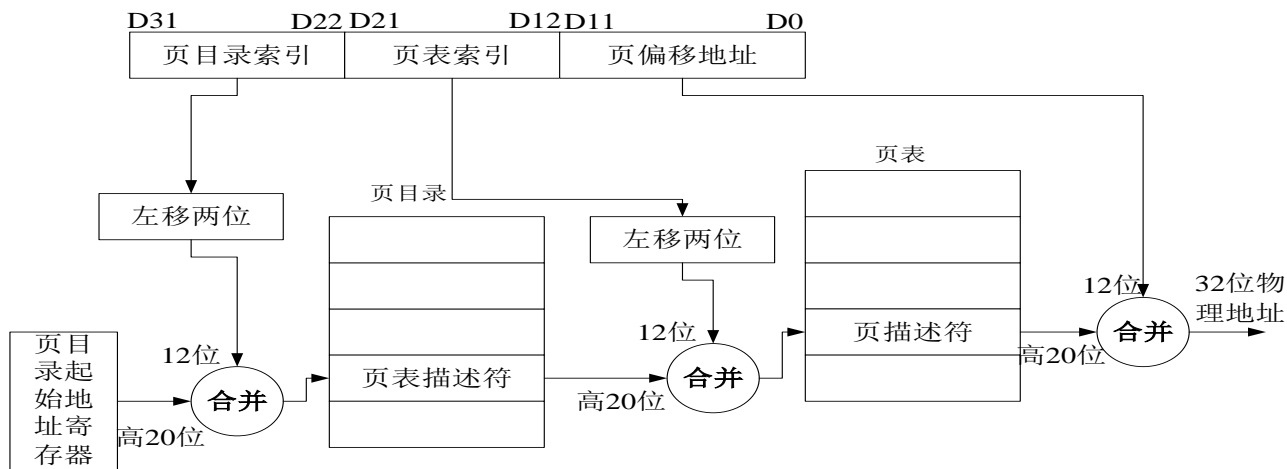 D31 D22 D21 D12 D11 D0
页目录索引 页表索引 页偏移地址
页表
页目录
左移两位
左移两位
12位
32位物
理地址
合并
12位
页描述符
高20位
12位
页目
录起
始地
址寄
存器
合并
页表描述符
合并
高20位
高20位